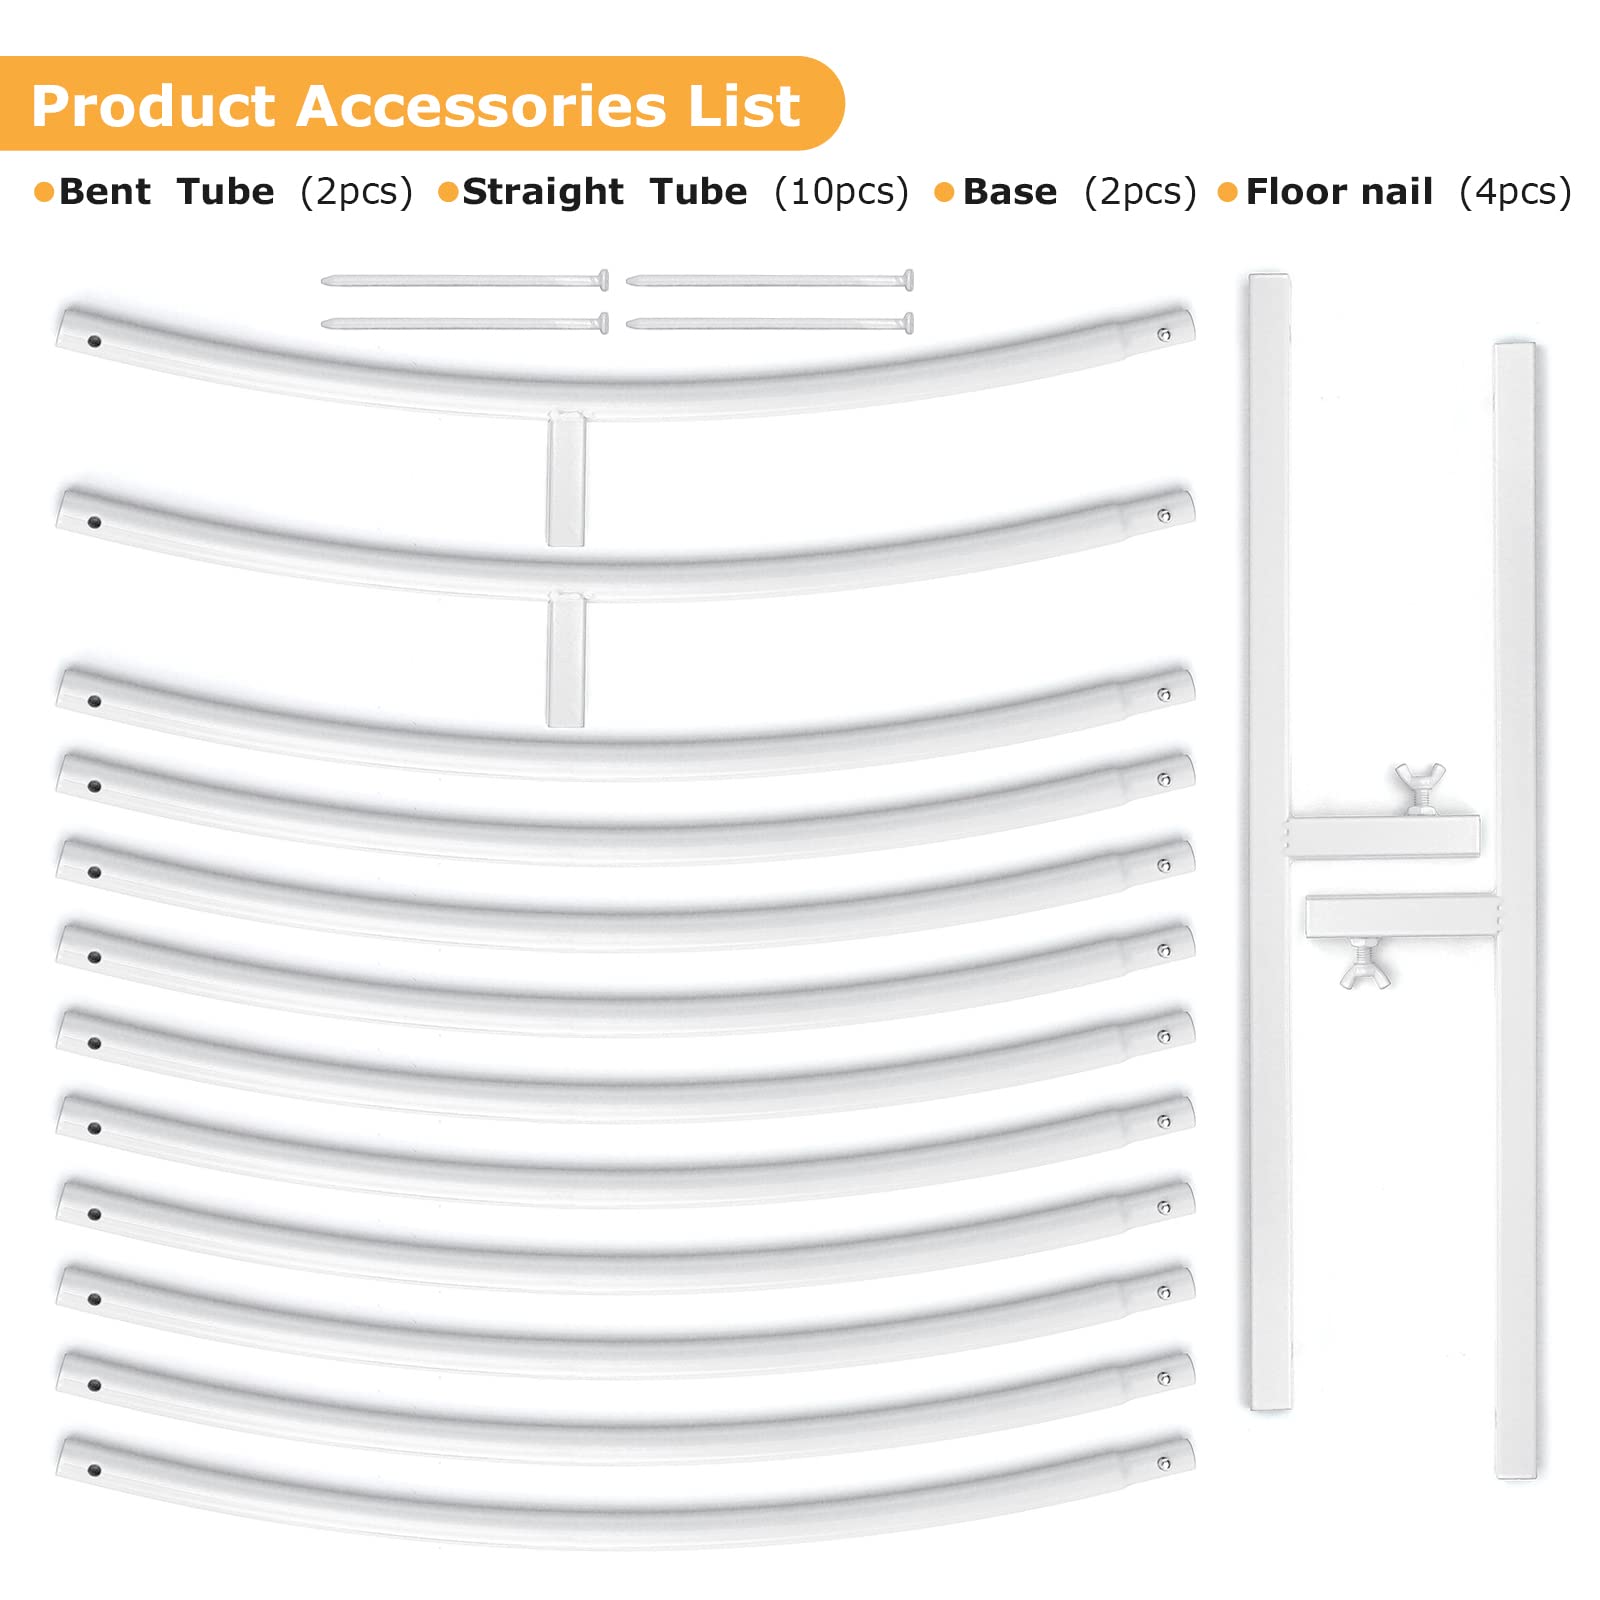 Product Accessories List
•Bent Tube (2pcs) •Straight Tube (10pcs) •Base (2pcs) •Floor nail (4pcs)